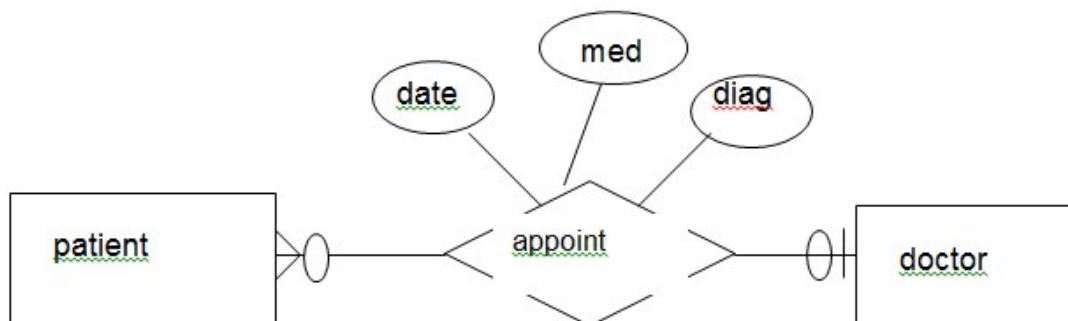 med
date
diag
patient
appoint
doctor